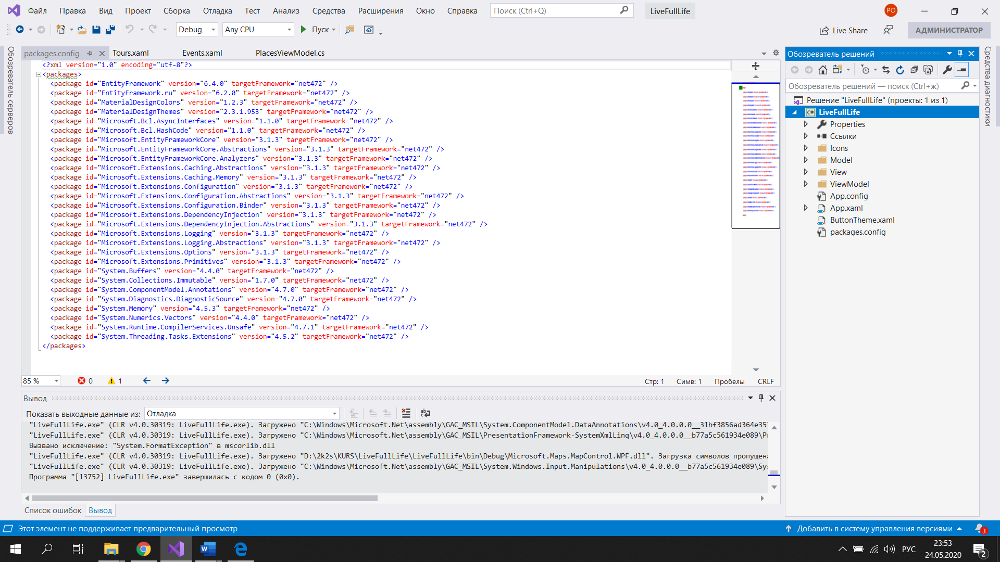 Файл Правка Вид Проект Сборка Отладка Тест Анализ Средства Расширения Окно Справка Поиск (Ctrl+Q) LiveFullLife PO
Debug Any CPU Пуск Live Share АДМИНИСТРАТОР
Обозреватель серверов
packages.config Tours.xaml Events.xaml PlacesViewModel.cs
<?xml version="1.0" encoding="utf-8"?>
<packages>
<package id="EntityFramework" version="6.4.0" targetFramework="net472" />
<package id="EntityFramework.ru" version="6.2.0" targetFramework="net472" />
<package id="MaterialDesignColors" version="1.2.3" targetFramework="net472" />
<package id="MaterialDesignThemes" version="2.3.1.953" targetFramework="net472" />
<package id="Microsoft.Bcl.AsyncInterfaces" version="1.1.0" targetFramework="net472" />
<package id="Microsoft.Bcl.HashCode" version="1.1.0" targetFramework="net472" />
<package id="Microsoft.EntityFrameworkCore" version="3.1.3" targetFramework="net472" />
<package id="Microsoft.EntityFrameworkCore.Abstractions" version="3.1.3" targetFramework="net472" />
<package id="Microsoft.EntityFrameworkCore.Analyzers" version="3.1.3" targetFramework="net472" />
<package id="Microsoft.Extensions.Caching.Abstractions" version="3.1.3" targetFramework="net472" />
<package id="Microsoft.Extensions.Caching.Memory" version="3.1.3" targetFramework="net472" />
<package id="Microsoft.Extensions.Configuration" version="3.1.3" targetFramework="net472" />
<package id="Microsoft.Extensions.Configuration.Abstractions" version="3.1.3" targetFramework="net472" />
<package id="Microsoft.Extensions.Configuration.Binder" version="3.1.3" targetFramework="net472" />
<package id="Microsoft.Extensions.DependencyInjection" version="3.1.3" targetFramework="net472" />
<package id="Microsoft.Extensions.DependencyInjection.Abstractions" version="3.1.3" targetFramework="net472" />
<package id="Microsoft.Extensions.Logging" version="3.1.3" targetFramework="net472" />
<package id="Microsoft.Extensions.Logging.Abstractions" version="3.1.3" targetFramework="net472" />
<package id="Microsoft.Extensions.Options" version="3.1.3" targetFramework="net472" />
<package id="Microsoft.Extensions.Primitives" version="3.1.3" targetFramework="net472" />
<package id="System.Buffers" version="4.4.0" targetFramework="net472" />
<package id="System.Collections.Immutable" version="1.7.0" targetFramework="net472" />
<package id="System.ComponentModel.Annotations" version="4.7.0" targetFramework="net472" />
<package id="System.Diagnostics.DiagnosticSource" version="4.7.0" targetFramework="net472" />
<package id="System.Memory" version="4.5.3" targetFramework="net472" />
<package id="System.Numerics.Vectors" version="4.4.0" targetFramework="net472" />
<package id="System.Runtime.CompilerServices.Unsafe" version="4.7.1" targetFramework="net472" />
<package id="System.Threading.Tasks.Extensions" version="4.5.2" targetFramework="net472" />
</packages>
85 % 0 1 Стр: 1 Симв: 1 Пробелы CRLF
Вывод
Показать выходные данные из: Отладка
"LiveFullLife.exe" (CLR v4.0.30319: LiveFullLife.exe). Загружено "C:\Windows\Microsoft.Net\assembly\GAC_MSIL\System.ComponentModel.DataAnnotations\v4.0_4.0.0.0__31bf3856ad364e35
"LiveFullLife.exe" (CLR v4.0.30319: LiveFullLife.exe). Загружено "C:\Windows\Microsoft.Net\assembly\GAC_MSIL\PresentationFramework-SystemXmlLinq\v4.0_4.0.0.0__b77a5c561934e089\P
Вызвано исключение: "System.FormatException" в mscorlib.dll
"LiveFullLife.exe" (CLR v4.0.30319: LiveFullLife.exe). Загружено "D:\2k2s\KURS\LiveFullLife\LiveFullLife\bin\Debug\Microsoft.Maps.MapControl.WPF.dll". Загрузка символов пропущен
"LiveFullLife.exe" (CLR v4.0.30319: LiveFullLife.exe). Загружено "C:\Windows\Microsoft.Net\assembly\GAC_MSIL\System.Windows.Input.Manipulations\v4.0_4.0.0.0__b77a5c561934e089\Sy
Программа "[13752] LiveFullLife.exe" завершилась с кодом 0 (0x0).
Список ошибок Вывод
Обозреватель решений
Обозреватель решений — поиск (Ctrl+ж)
Решение "LiveFullLife" (проекты: 1 из 1)
C# LiveFullLife
Properties
Ссылки
Icons
Model
View
ViewModel
App.config
App.xaml
ButtonTheme.xaml
packages.config
Средства диагностики
Этот элемент не поддерживает предварительный просмотр Добавить в систему управления версиями 3
РУС 23:53
24.05.2020 2